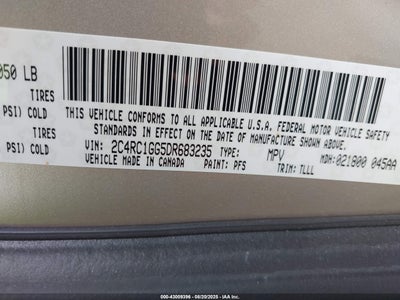 050 LB
TIRES
PSI) COLD
THIS VEHICLE CONFORMS TO ALL APPLICABLE U.S.A. FEDERAL MOTOR VEHICLE SAFETY
STANDARDS IN EFFECT ON THE DATE OF MANUFACTURE SHOWN ABOVE.
TIRES
PSI) COLD
VIN: 2C4RC1GG5DR683235 TYPE: MPV MDH:021800 045AA
VEHICLE MADE IN CANADA PAINT: PFS TRIM: TLLL
© IAA ***43009396 *** 08/20/2025 *** IAA